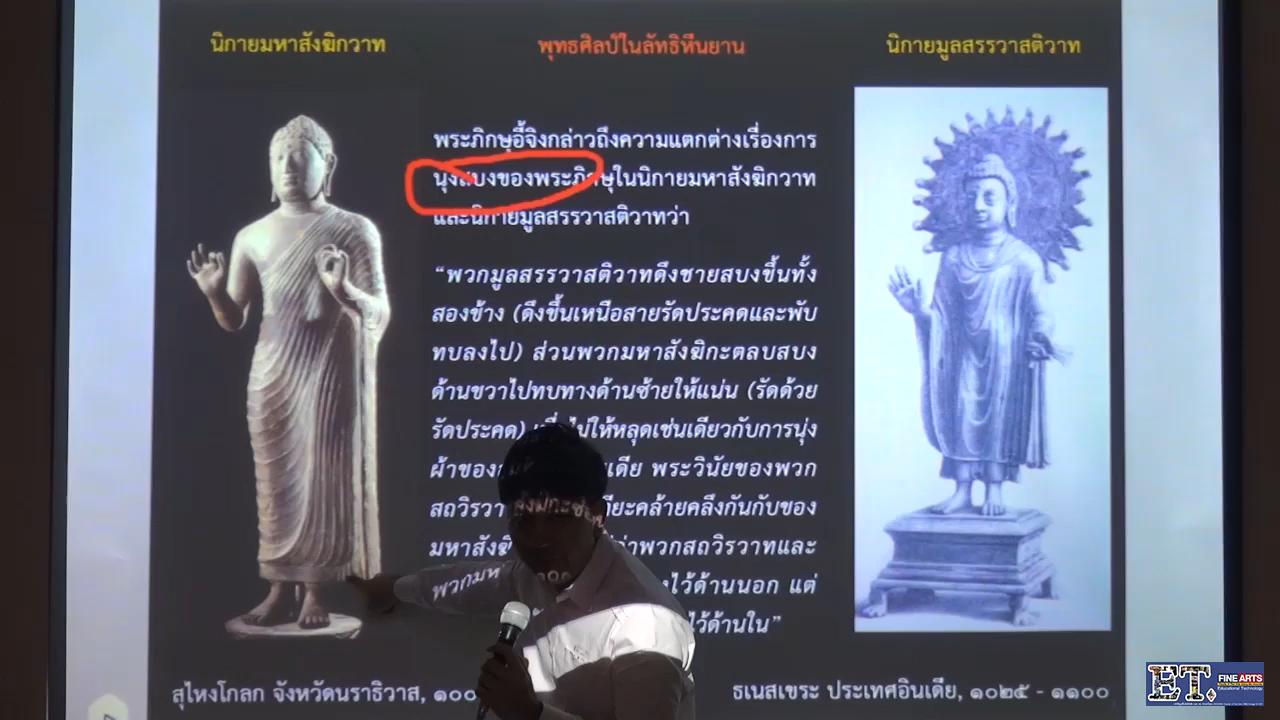 นิกายมหาสังฆิกวาท
พุทธศิลป์ในลัทธิหินยาน
นิกายมูลสรรวาสติวาท
พระภิกษุอี้จิงกล่าวถึงความแตกต่างเรื่องการ
นุ่งสบงของพระภิกษุในนิกายมหาสังฆิกวาท
และนิกายมูลสรรวาสติวาทว่า
“พวกมูลสรรวาสติวาทดึงชายสบงขึ้นทั้ง
สองข้าง (ดึงขึ้นเหนือสายรัดประคดและพับ
ทบลงไป) ส่วนพวกมหาสังฆิกะตลบสบง
ด้านขวาไปทบทางด้านซ้ายให้แน่น (รัดด้วย
รัดประคด) เพื่อไม่ให้หลุดเช่นเดียวกับการนุ่ง
ผ้าของ พระวินัยของพวก
คล้ายคลึงกันกับของ
พวกสถวิรวาทและ
ไว้ด้านนอก แต่
ไว้ด้านใน”
สุไหงโกลก จังหวัดนราธิวาส,
ธเนสเขระ ประเทศอินเดีย, ๑๐๒๕ - ๑๑๐๐
ET.
FINE ARTS
Educational Technology